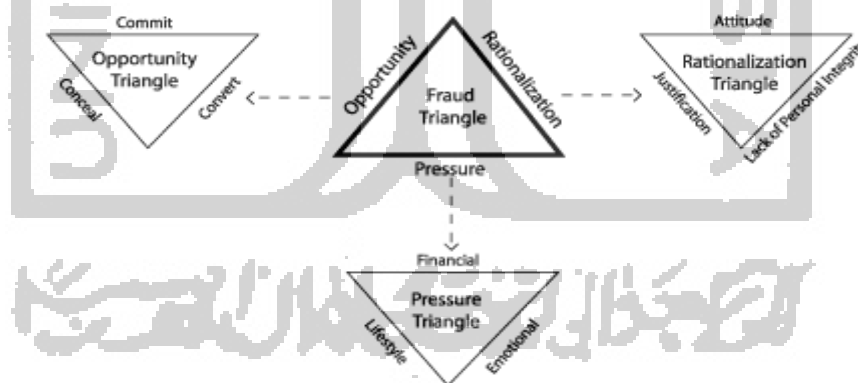 Commit
Opportunity
Triangle
Conceal
Convert
Opportunity
Rationalization
Fraud
Triangle
Pressure
Attitude
Rationalization
Triangle
Justification
Lack of Personal Integrit
Financial
Pressure
Triangle
Lifestyle
Emotional